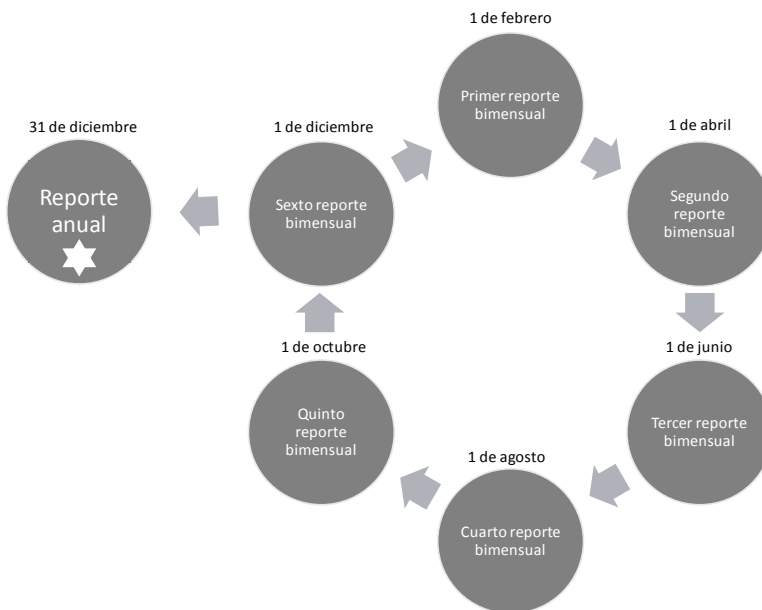 1 de febrero
Primer reporte
bimensual
1 de abril
Segundo
reporte
bimensual
1 de junio
Tercer reporte
bimensual
1 de agosto
Cuarto reporte
bimensual
1 de octubre
Quinto
reporte
bimensual
1 de diciembre
Sexto reporte
bimensual
31 de diciembre
Reporte
anual